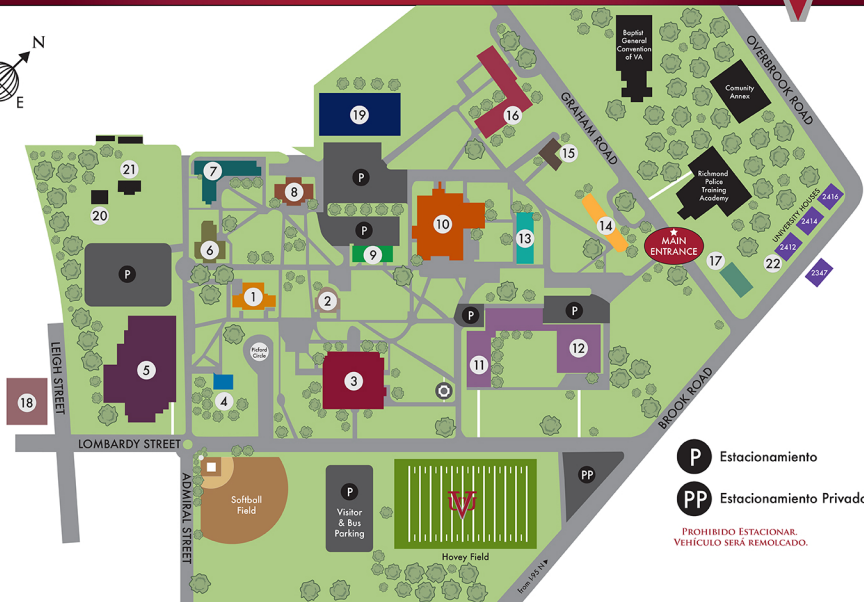 N
E
Baptist
General
Convention
of VA
OVERBROOK ROAD
Comunity
Annex
19
16
GRAHAM ROAD
15
21
7
P
8
Richmond
Police
Training
Academy
20
UNIVERSITY HOUSES
2416
2414
2412
22
2347
10
14
P
13
MAIN
ENTRANCE
6
9
17
P
1
2
P
P
LEIGH STREET
Pickford
Circle
12
5
11
3
4
18
BROOK ROAD
LOMBARDY STREET
P
Estacionamiento
ADMIRAL STREET
Softball
Field
P
Visitor
& Bus
Parking
VU
PP
PP
Estacionamiento Privado
PROHIBIDO ESTACIONAR.
VEHÍCULO SERÁ REMOLCADO.
Hovey Field
from I-95 N